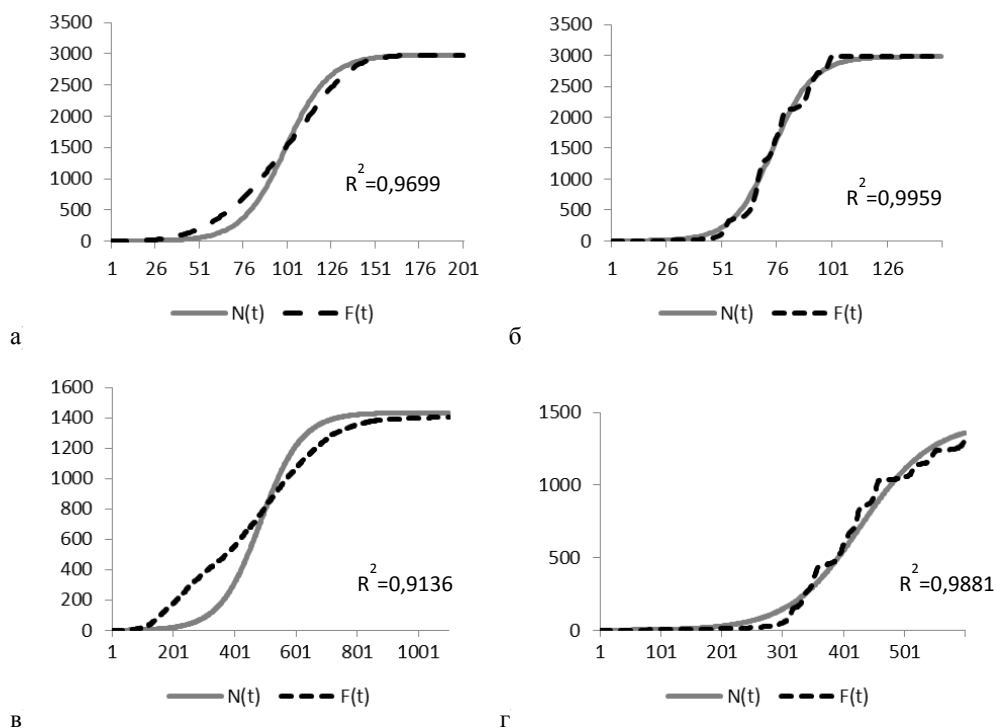 3500
3000
2500
2000
1500
1000
500
0
1 26 51 76 101 126 151 176 201
R²=0,9699
N(t) F(t)
а
3500
3000
2500
2000
1500
1000
500
0
1 26 51 76 101 126
R²=0,9959
N(t) F(t)
б
1600
1400
1200
1000
800
600
400
200
0
1 201 401 601 801 1001
R²=0,9136
N(t) F(t)
в
1500
1000
500
0
1 101 201 301 401 501
R²=0,9881
N(t) F(t)
г